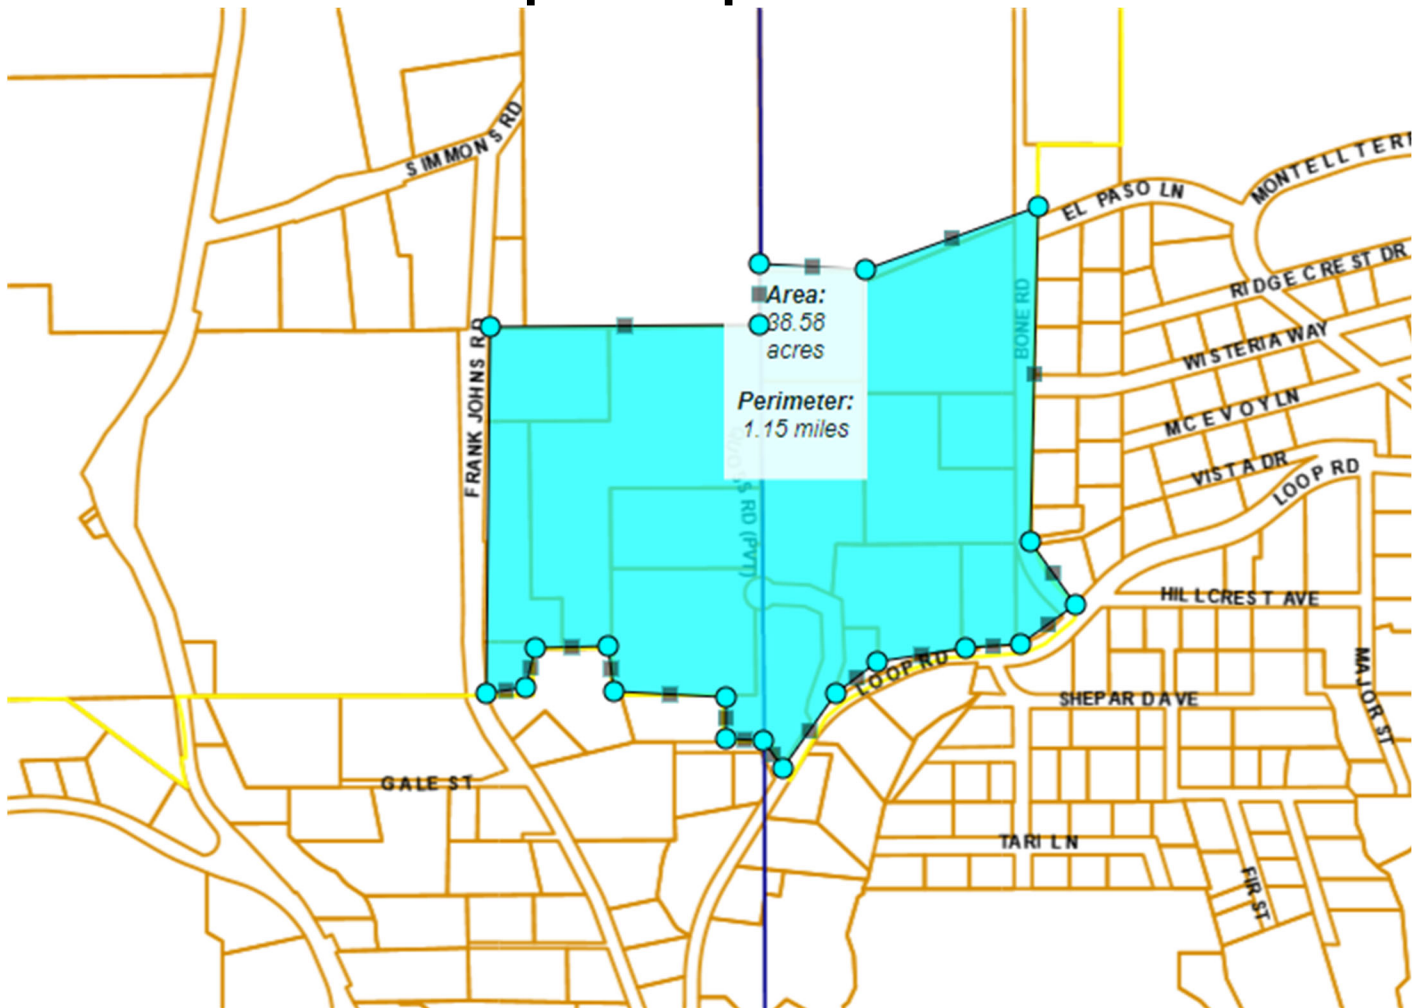 SIMMONS RD
MONTELL TER
EL PASO LN
RIDGECREST DR
Area:
38.58
acres
BONE RD
FRANK JOHNS RD
WISTERIA WAY
Perimeter:
1.15 miles
MCEVOY LN
VISTA DR
LOOP RD
RD (PVT)
HILLCREST AVE
LOOP RD
MAJOR ST
SHEPARD AVE
GALE ST
TARI LN
FIR ST